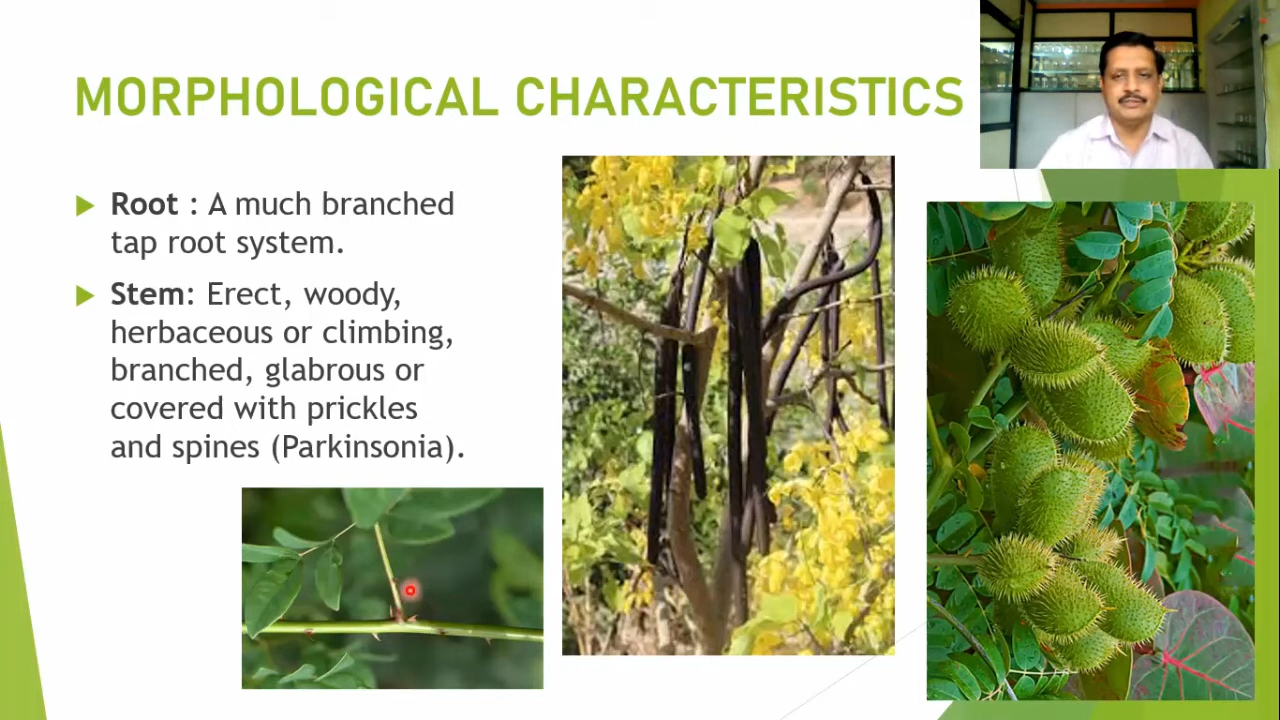 MORPHOLOGICAL CHARACTERISTICS
Root : A much branched
tap root system.
Stem: Erect, woody,
herbaceous or climbing,
branched, glabrous or
covered with prickles
and spines (Parkinsonia).